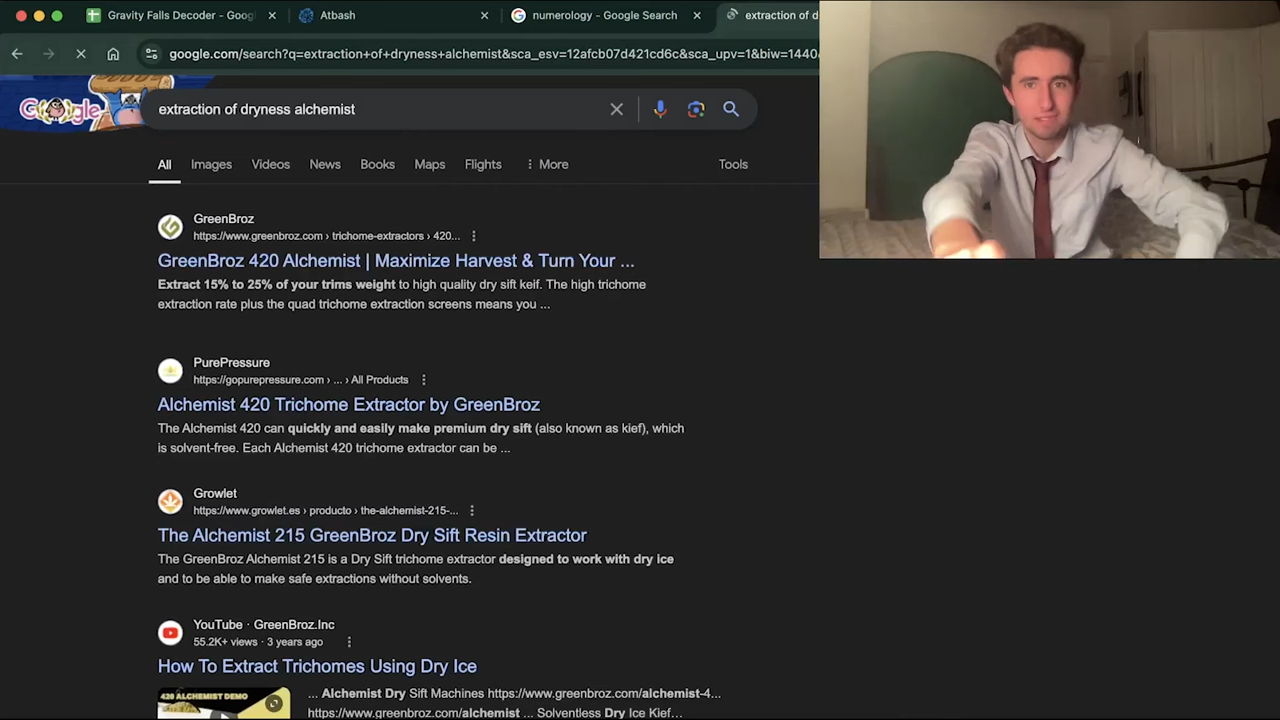 Gravity Falls Decoder - Googl
Atbash
numerology - Google Search
extraction of d
google.com/search?q=extraction+of+dryness+alchemist&sca_esv=12afcb07d421cd6c&sca_upv=1&biw=1440&
Google
extraction of dryness alchemist
All
Images
Videos
News
Books
Maps
Flights
More
Tools
GreenBroz
https://www.greenbroz.com › trichome-extractors › 420...
GreenBroz 420 Alchemist | Maximize Harvest & Turn Your ...
Extract 15% to 25% of your trims weight to high quality dry sift keif. The high trichome
extraction rate plus the quad trichome extraction screens means you ...
PurePressure
https://gopurepressure.com › ... › All Products
Alchemist 420 Trichome Extractor by GreenBroz
The Alchemist 420 can quickly and easily make premium dry sift (also known as kief), which
is solvent-free. Each Alchemist 420 trichome extractor can be ...
Growlet
https://www.growlet.es › producto › the-alchemist-215-...
The Alchemist 215 GreenBroz Dry Sift Resin Extractor
The GreenBroz Alchemist 215 is a Dry Sift trichome extractor designed to work with dry ice
and to be able to make safe extractions without solvents.
YouTube · GreenBroz.Inc
55.2K+ views · 3 years ago
How To Extract Trichomes Using Dry Ice
420 ALCHEMIST DEMO
... Alchemist Dry Sift Machines https://www.greenbroz.com/alchemist-4...
https://www.greenbroz.com/alchemist ... Solventless Dry Ice Kief...